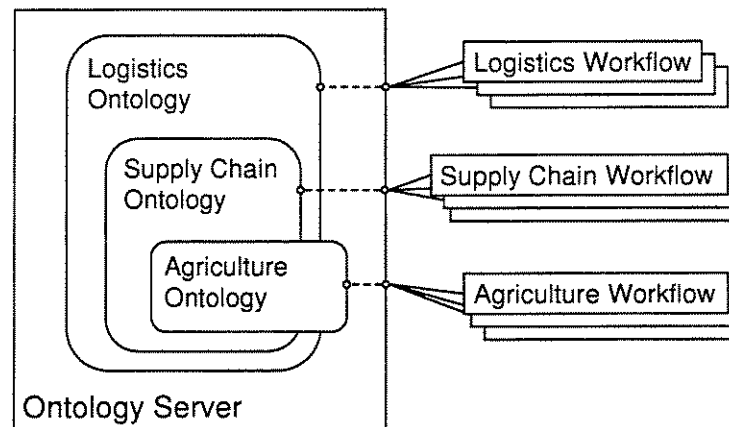 Logistics
Ontology
Logistics Workflow
Supply Chain
Ontology
Supply Chain Workflow
Agriculture
Ontology
Agriculture Workflow
Ontology Server